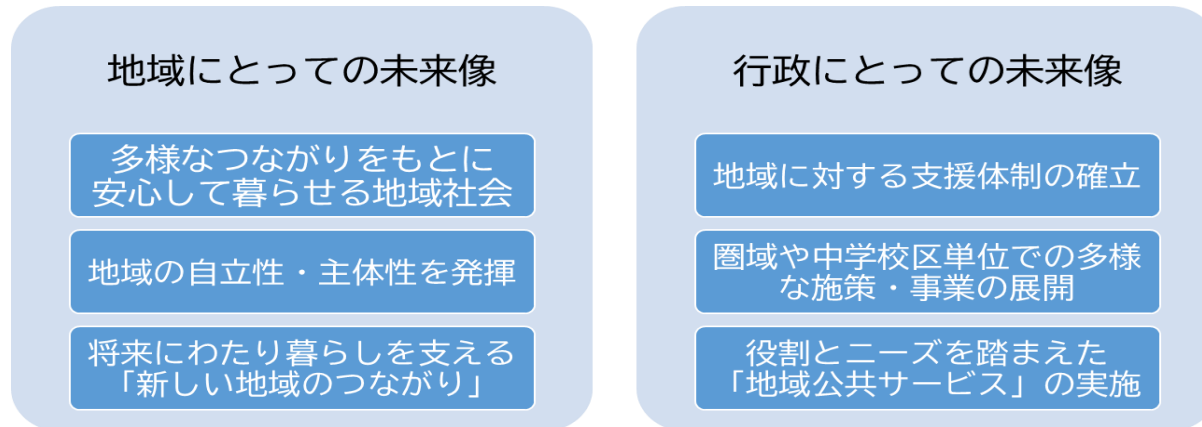 地域にとっての未来像
多様なつながりをもとに
安心して暮らせる地域社会
地域の自立性・主体性を発揮
将来にわたり暮らしを支える
「新しい地域のつながり」
行政にとっての未来像
地域に対する支援体制の確立
圏域や中学校区単位での多様
な施策・事業の展開
役割とニーズを踏まえた
「地域公共サービス」の実施